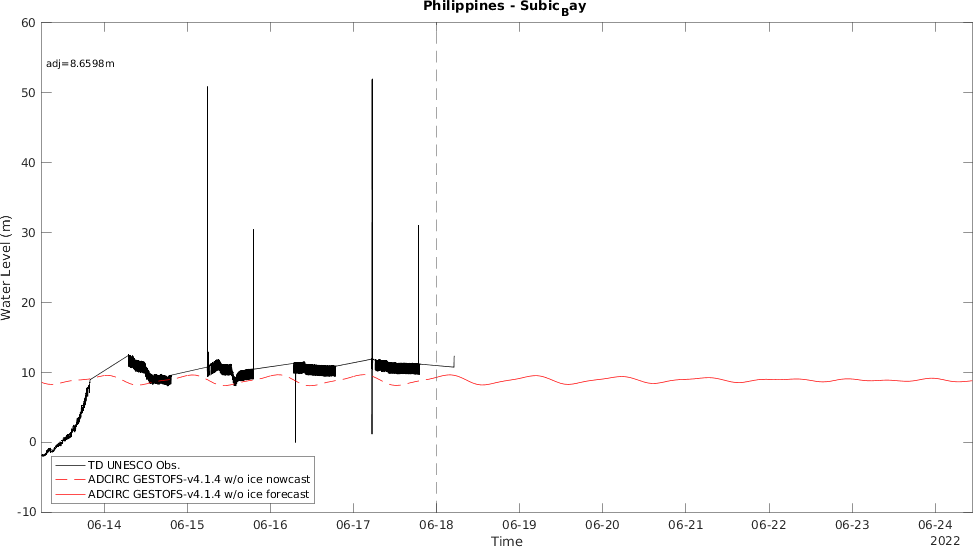 Philippines - Subic_Bay
60
adj=8.6598m
50
40
30
20
10
0
-10
Water Level (m)
TD UNESCO Obs.
ADCIRC GESTOFS-v4.1.4 w/o ice nowcast
ADCIRC GESTOFS-v4.1.4 w/o ice forecast
06-14 06-15 06-16 06-17 06-18 06-19 06-20 06-21 06-22 06-23 06-24
Time
2022